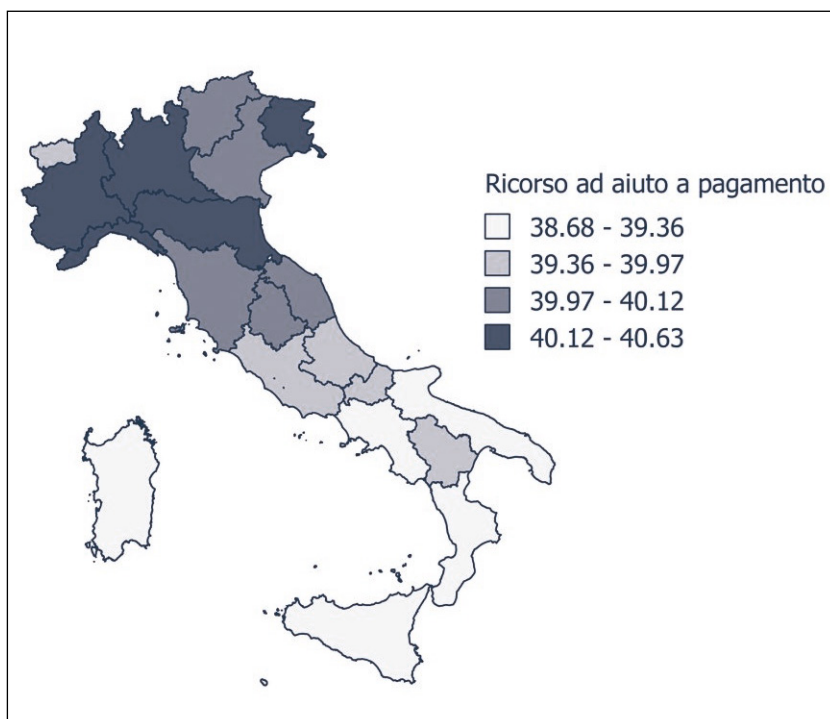 Ricorso ad aiuto a pagamento
38.68 - 39.36
39.36 - 39.97
39.97 - 40.12
40.12 - 40.63